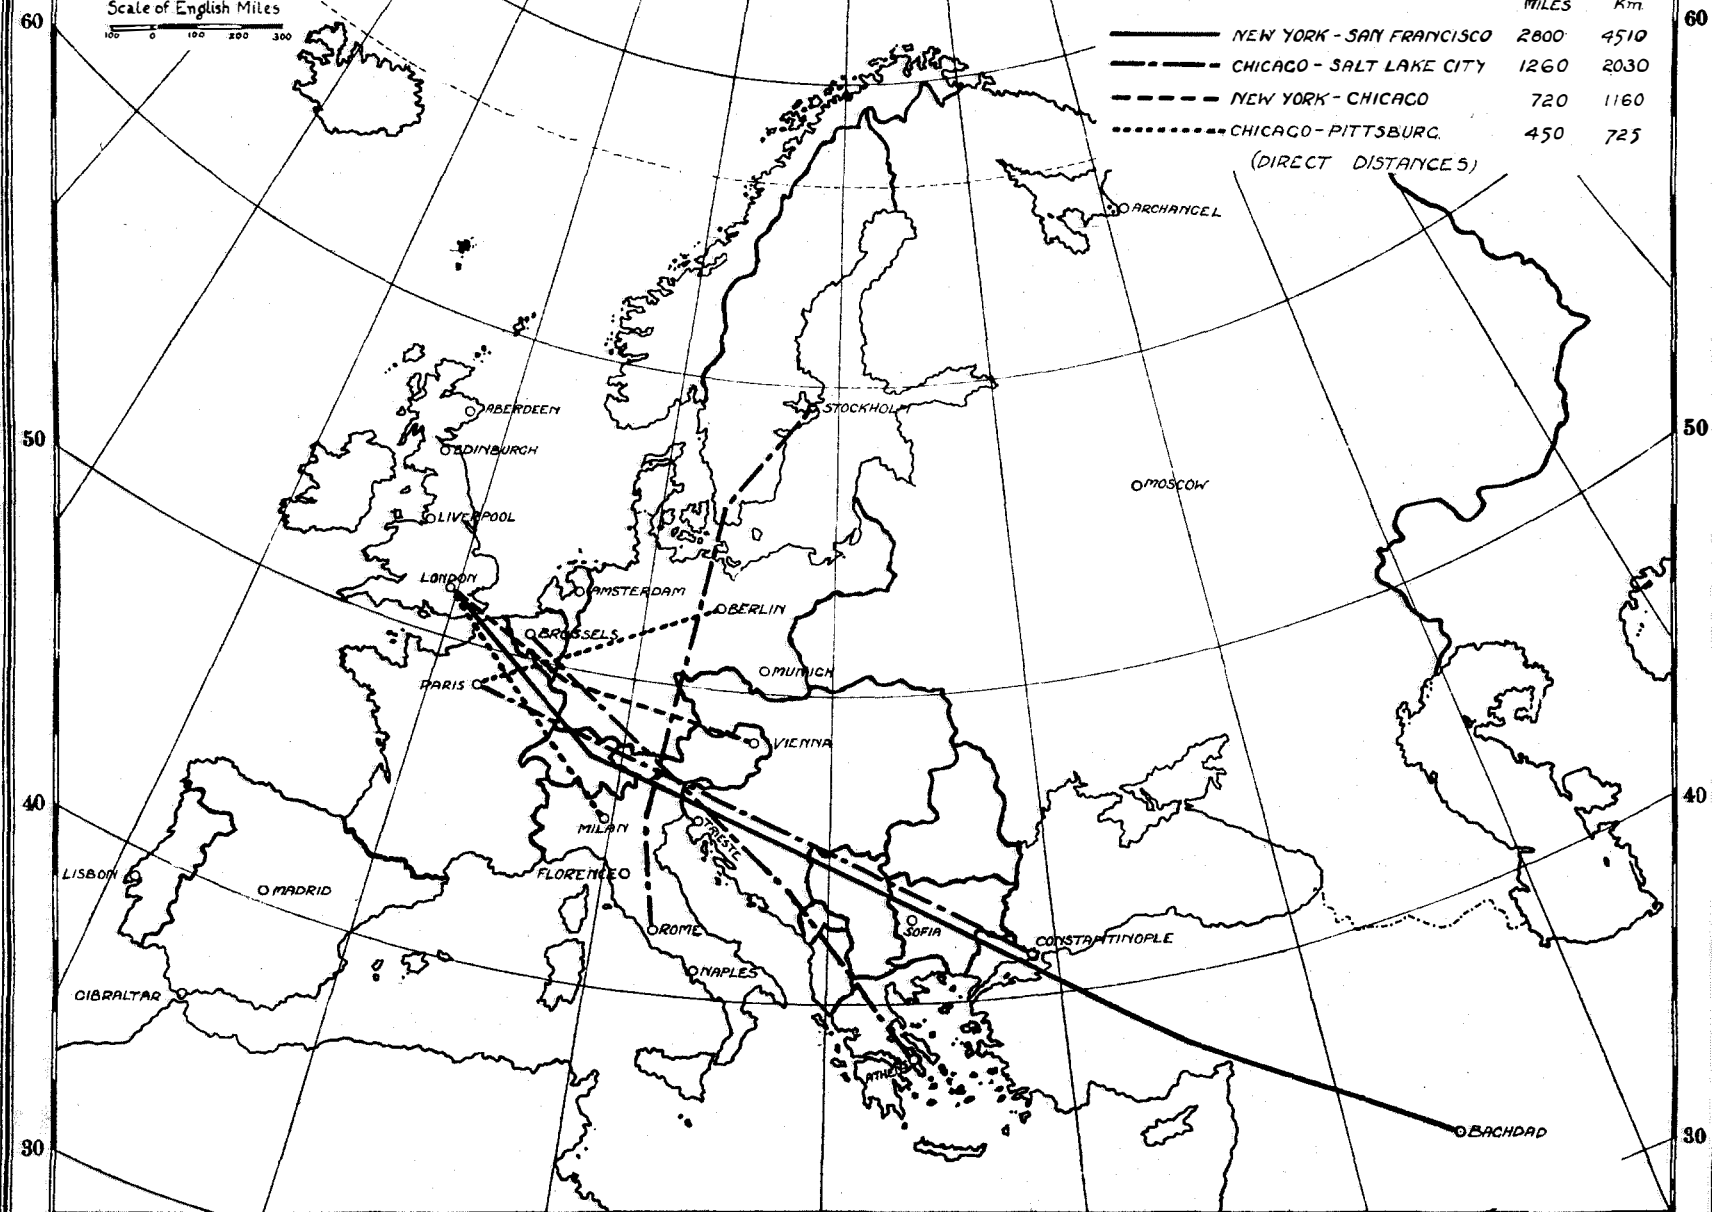 Scale of English Miles
100 0 100 200 300
MILES Km.
NEW YORK - SAN FRANCISCO 2800 4510
CHICAGO - SALT LAKE CITY 1260 2030
NEW YORK - CHICAGO 720 1160
CHICAGO - PITTSBURG. 450 725
(DIRECT DISTANCES)
60 60
ARCHANGEL
STOCKHOLM
ABERDEEN
50 50
EDINBURGH
MOSCOW
LIVERPOOL
LONDON
AMSTERDAM
BERLIN
BRUSSELS
MUNICH
PARIS
VIENNA
40 40
MILAN
TRIESTE
LISBON
FLORENCE
MADRID
ROME
SOFIA
CONSTANTINOPLE
NAPLES
GIBRALTAR
ATHENS
BAGHDAD
30 30